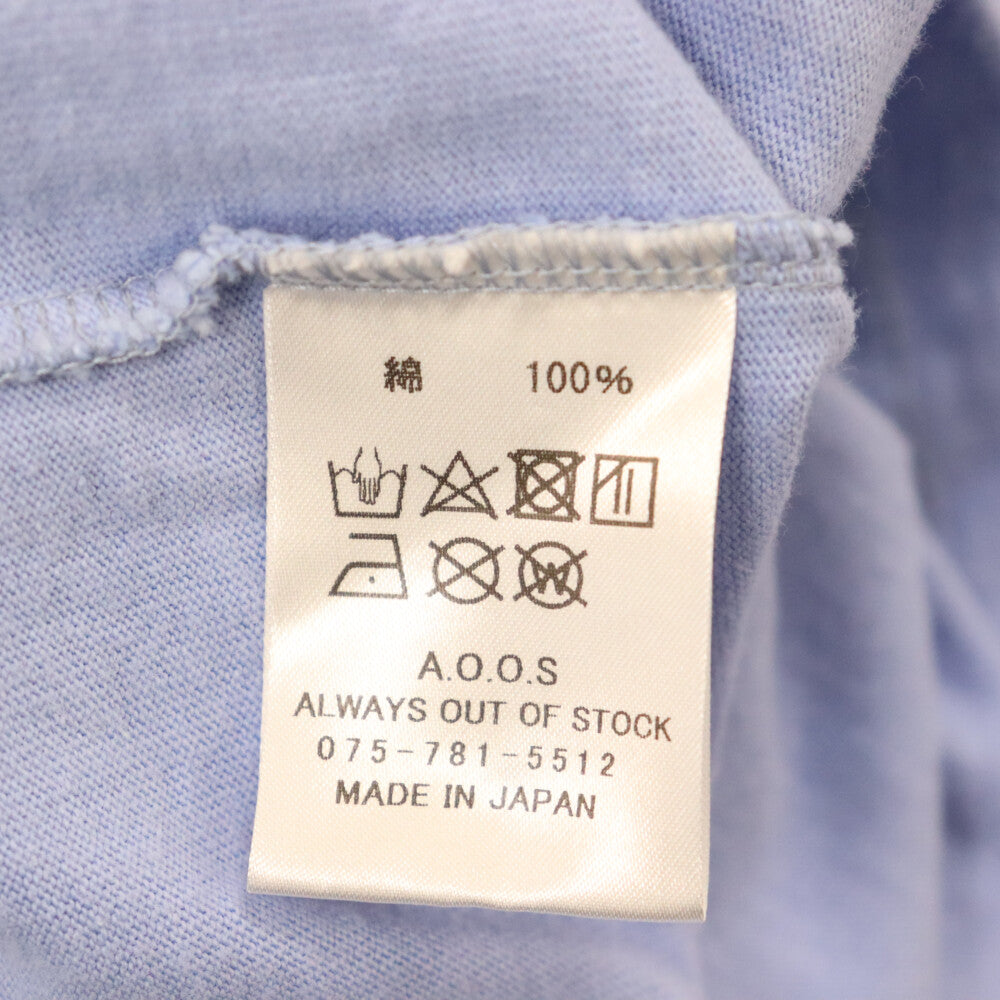 綿 100%
A.O.O.S
ALWAYS OUT OF STOCK
075-781-5512
MADE IN JAPAN